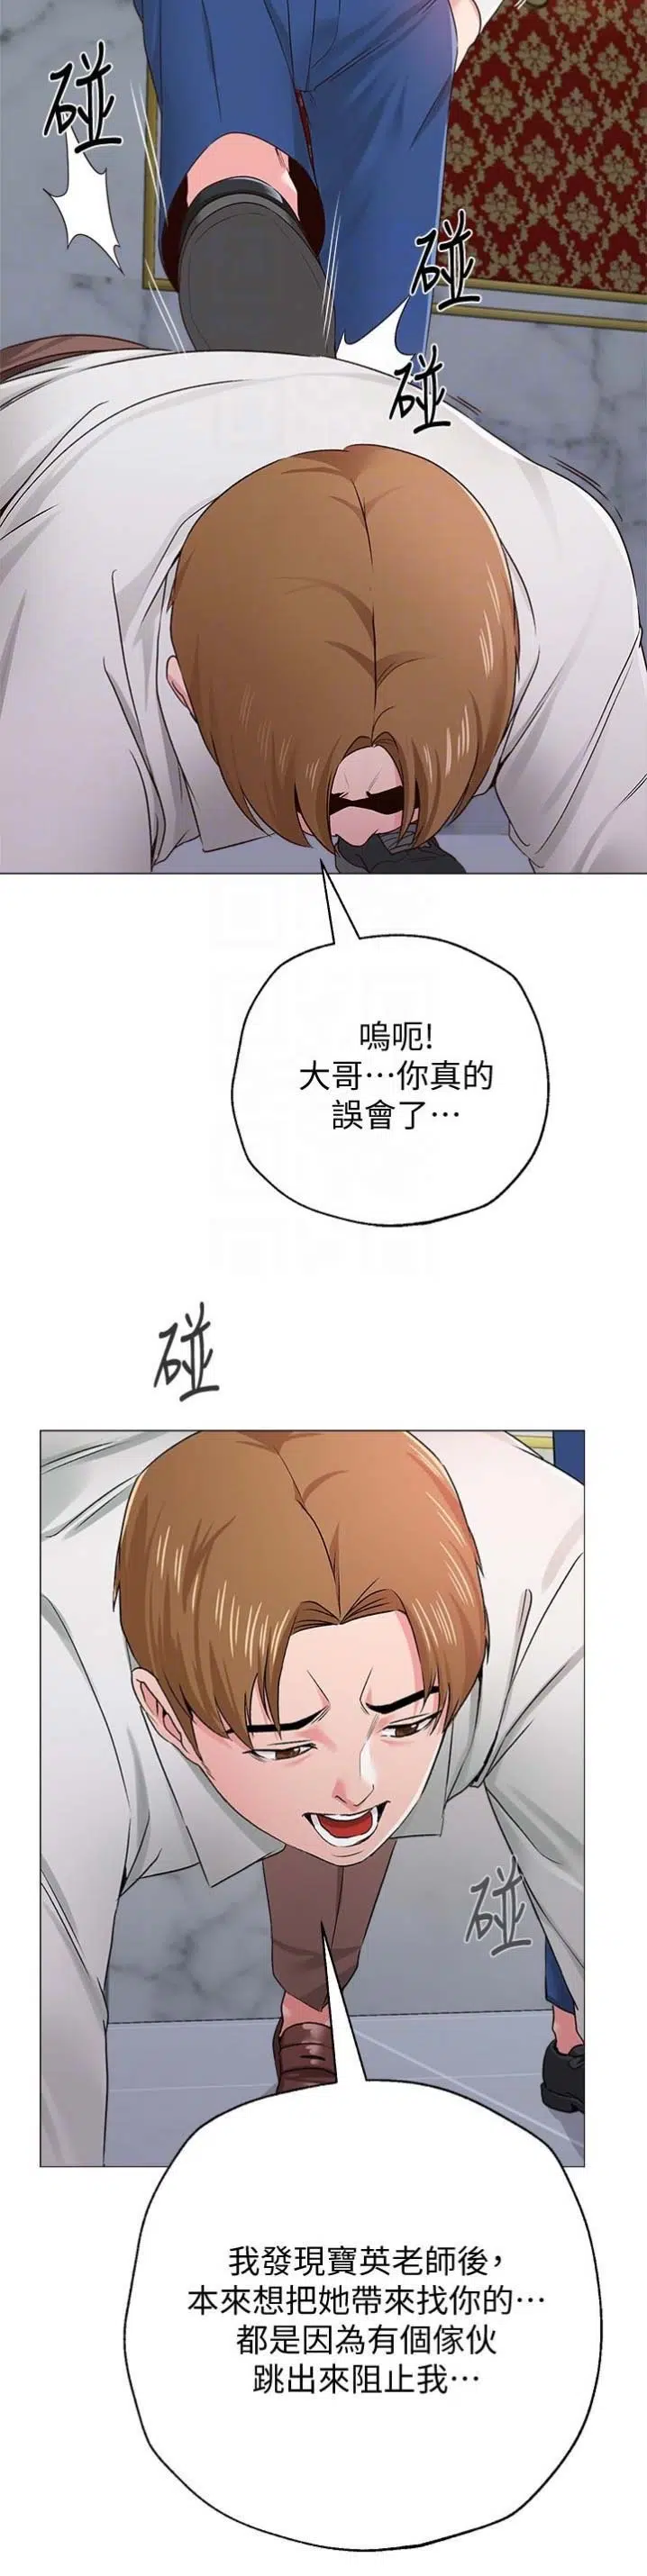 碰
碰
碰
嗚呃!
大哥⋯你真的
誤會了⋯
碰
碰
我發現寶英老師後,
本來想把她帶來找你的⋯
都是因為有個傢伙
跳出來阻止我⋯